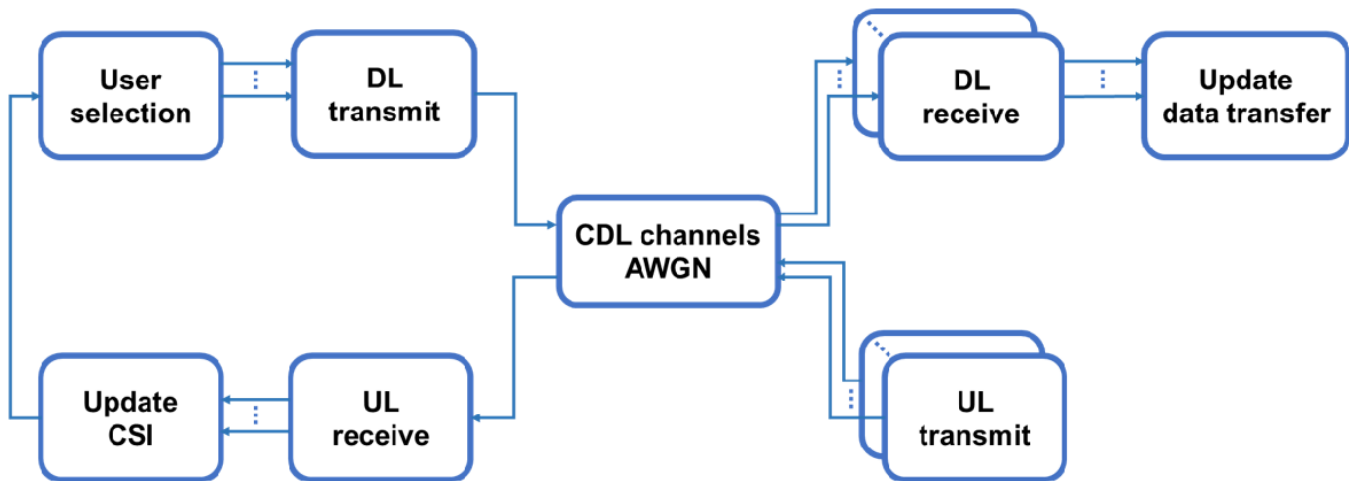 User
selection
DL
transmit
DL
receive
Update
data transfer
CDL channels
AWGN
Update
CSI
UL
receive
UL
transmit